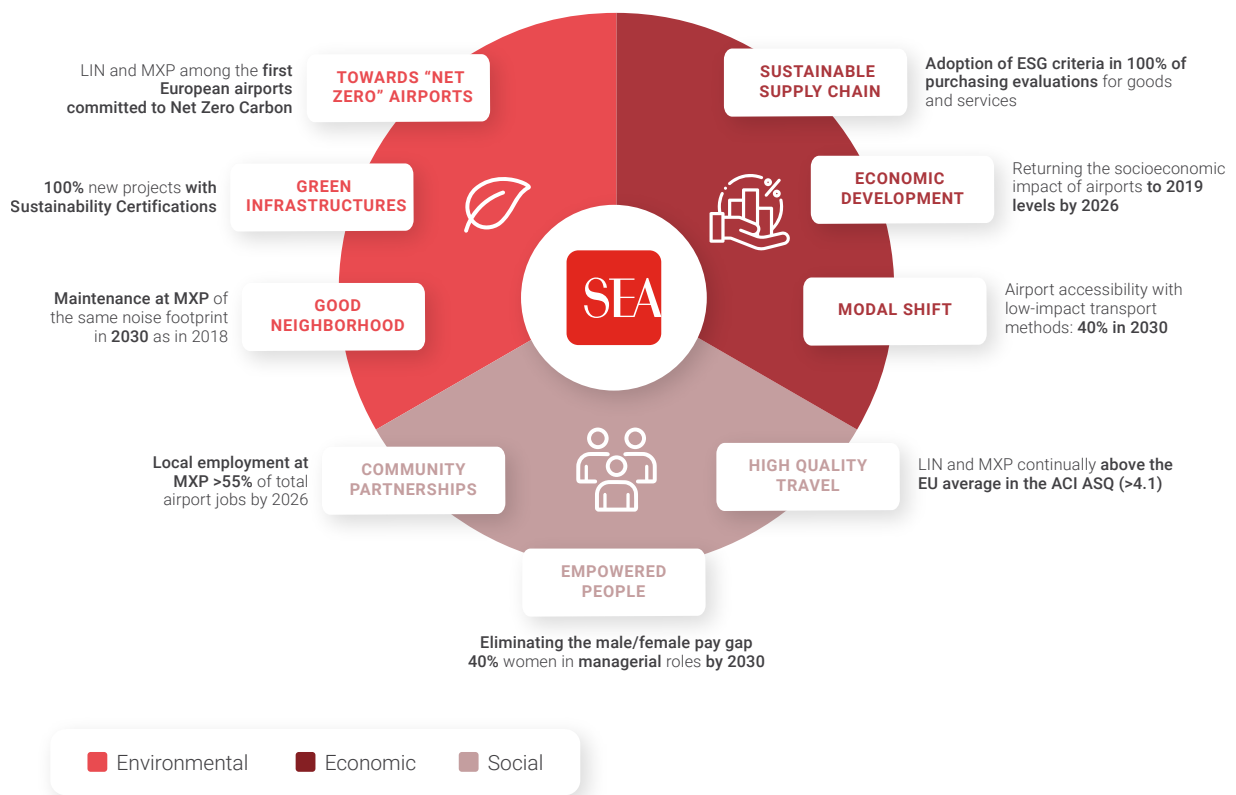 LIN and MXP among the first
European airports
committed to Net Zero Carbon
TOWARDS “NET
ZERO” AIRPORTS
SUSTAINABLE
SUPPLY CHAIN
Adoption of ESG criteria in 100% of
purchasing evaluations for goods
and services
100% new projects with
Sustainability Certifications
GREEN
INFRASTRUCTURES
%
ECONOMIC
DEVELOPMENT
Returning the socioeconomic
impact of airports to 2019
levels by 2026
Maintenance at MXP of
the same noise footprint
in 2030 as in 2018
GOOD
NEIGHBORHOOD
SEA
MODAL SHIFT
Airport accessibility with
low-impact transport
methods: 40% in 2030
Local employment at
MXP >55% of total
airport jobs by 2026
COMMUNITY
PARTNERSHIPS
HIGH QUALITY
TRAVEL
LIN and MXP continually above the
EU average in the ACI ASQ (>4.1)
EMPOWERED
PEOPLE
Eliminating the male/female pay gap
40% women in managerial roles by 2030
Environmental
Economic
Social